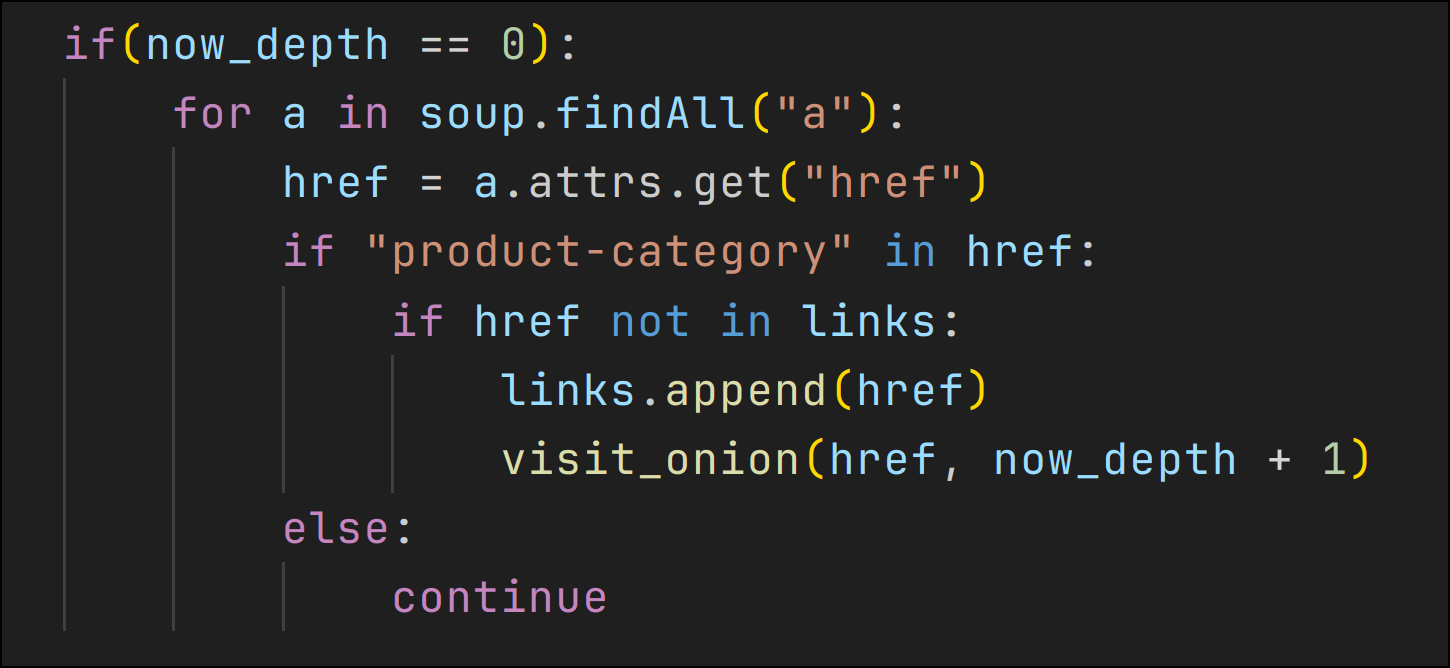 if(now_depth == 0):
    for a in soup.findAll("a"):
        href = a.attrs.get("href")
        if "product-category" in href:
            if href not in links:
                links.append(href)
                visit_onion(href, now_depth + 1)
        else:
            continue